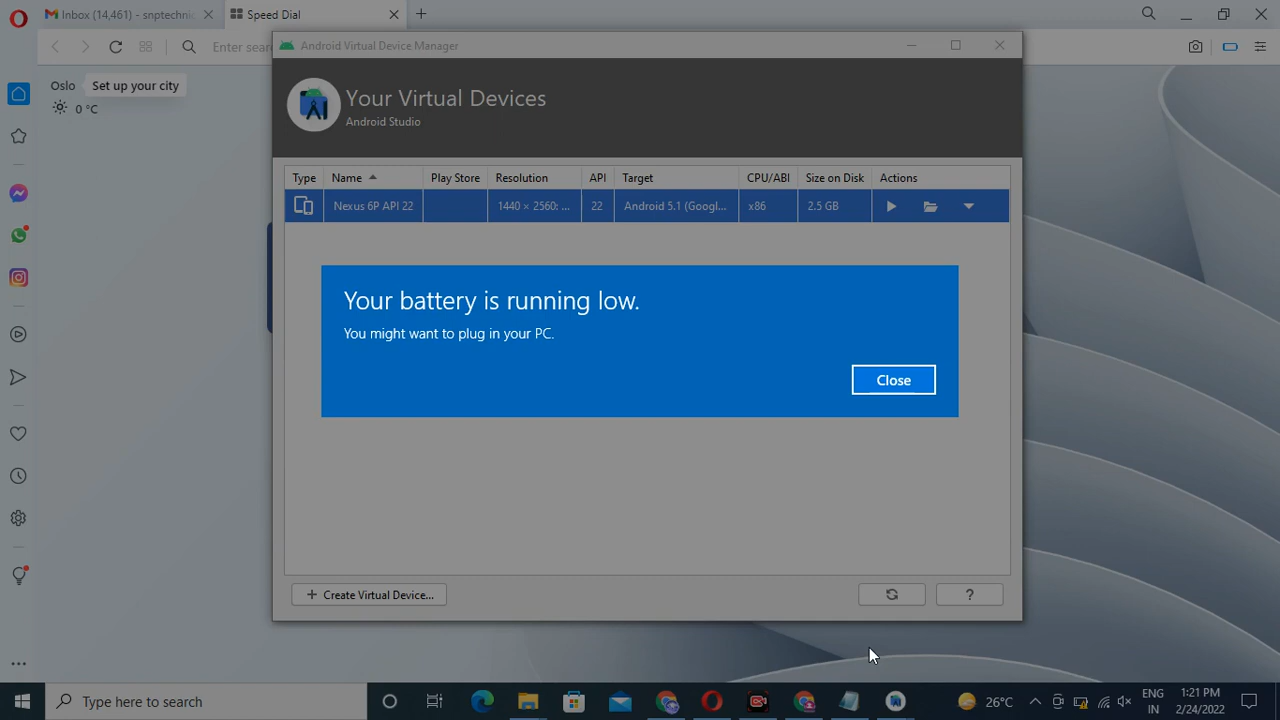 Inbox (14,461) - snptechnic
Speed Dial
Enter sear
Oslo
Set up your city
0 °C
Android Virtual Device Manager
Your Virtual Devices
Android Studio
Type Name Play Store Resolution API Target CPU/ABI Size on Disk Actions
Nexus 6P API 22 1440 × 2560: ... 22 Android 5.1 (Googl... x86 2.5 GB
Your battery is running low.
You might want to plug in your PC.
Close
+ Create Virtual Device...
?
Type here to search
26°C
ENG
IN
1:21 PM
2/24/2022